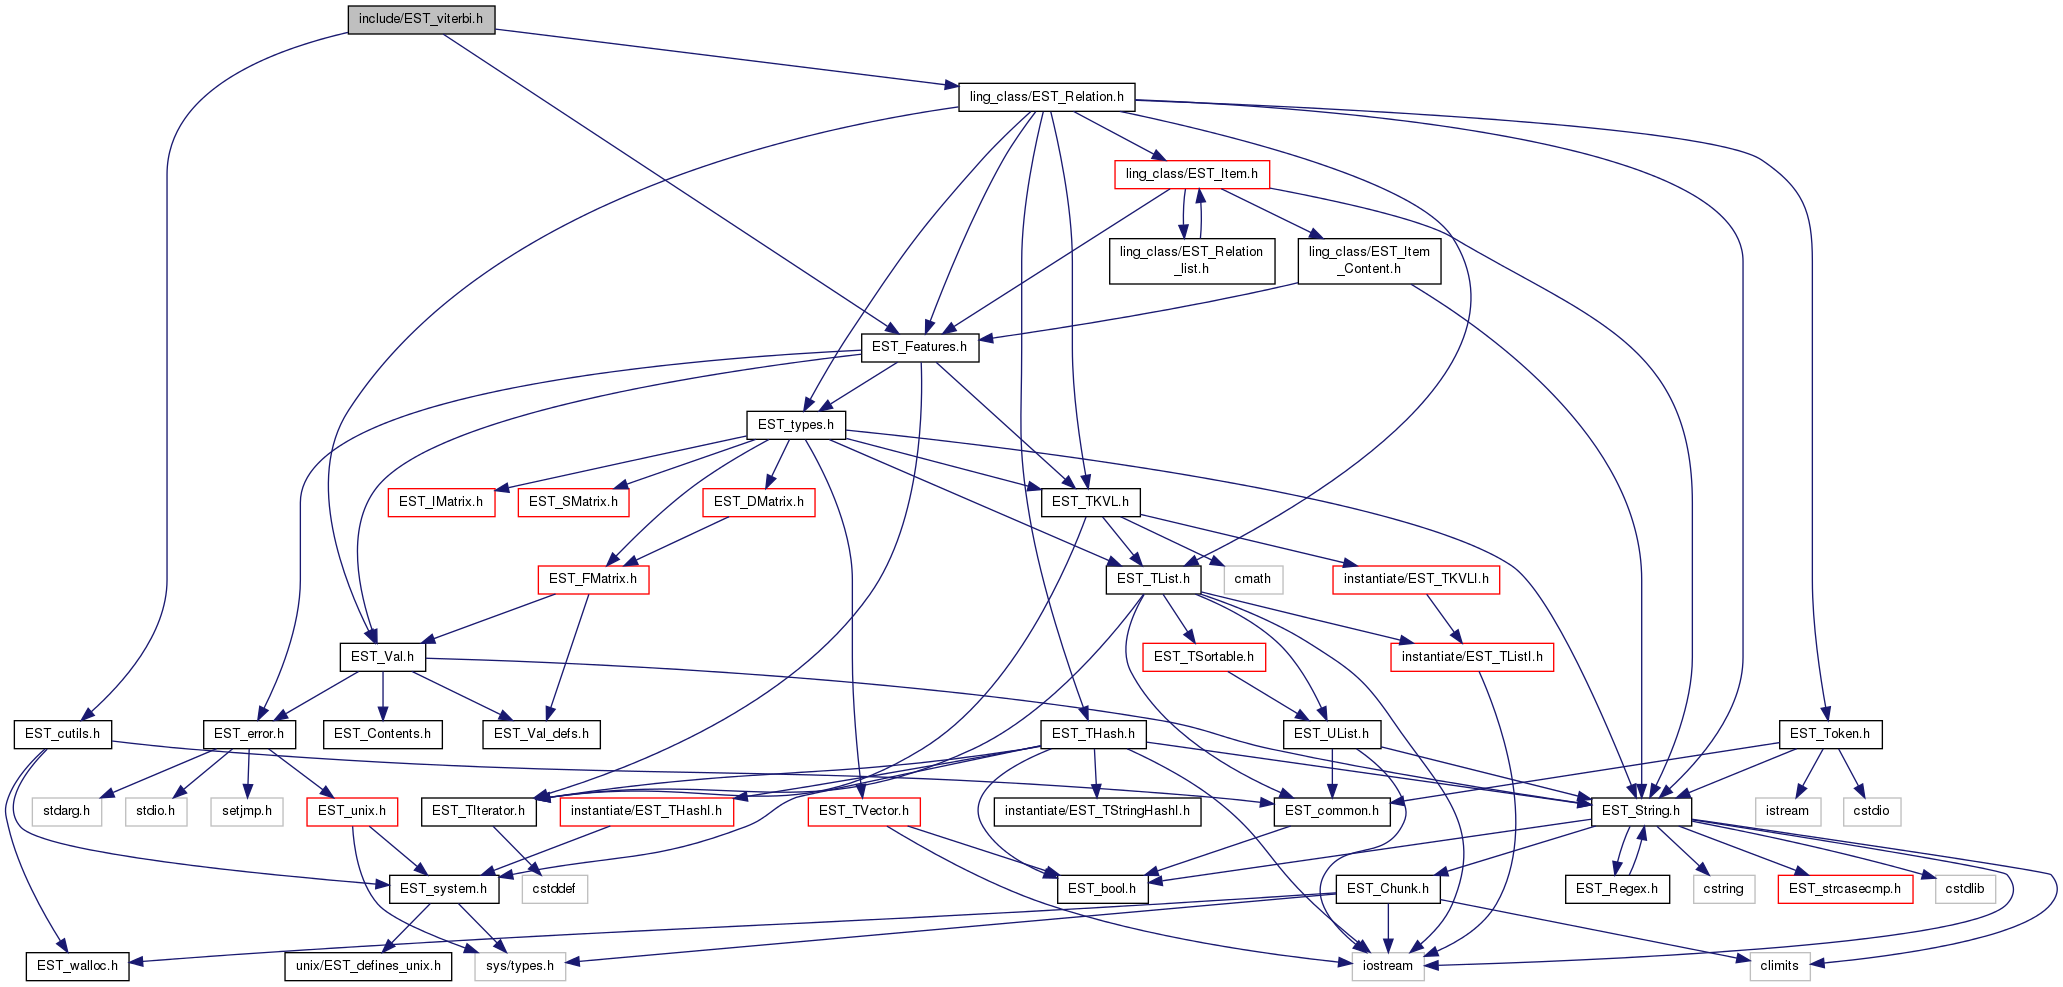 include/EST_viterbi.h
ling_class/EST_Relation.h
ling_class/EST_Item.h
ling_class/EST_Relation
_list.h
ling_class/EST_Item
_Content.h
EST_Features.h
EST_types.h
EST_IMatrix.h
EST_SMatrix.h
EST_DMatrix.h
EST_TKVL.h
EST_FMatrix.h
EST_TList.h
cmath
instantiate/EST_TKVLI.h
EST_Val.h
EST_TSortable.h
instantiate/EST_TListI.h
EST_cutils.h
EST_error.h
EST_Contents.h
EST_Val_defs.h
EST_THash.h
EST_UList.h
EST_Token.h
stdarg.h
stdio.h
setjmp.h
EST_unix.h
EST_TIterator.h
instantiate/EST_THashI.h
EST_TVector.h
instantiate/EST_TStringHashI.h
EST_common.h
EST_String.h
istream
cstdio
EST_system.h
cstddef
EST_bool.h
EST_Chunk.h
EST_Regex.h
cstring
EST_strcasecmp.h
cstdlib
EST_walloc.h
unix/EST_defines_unix.h
sys/types.h
iostream
climits